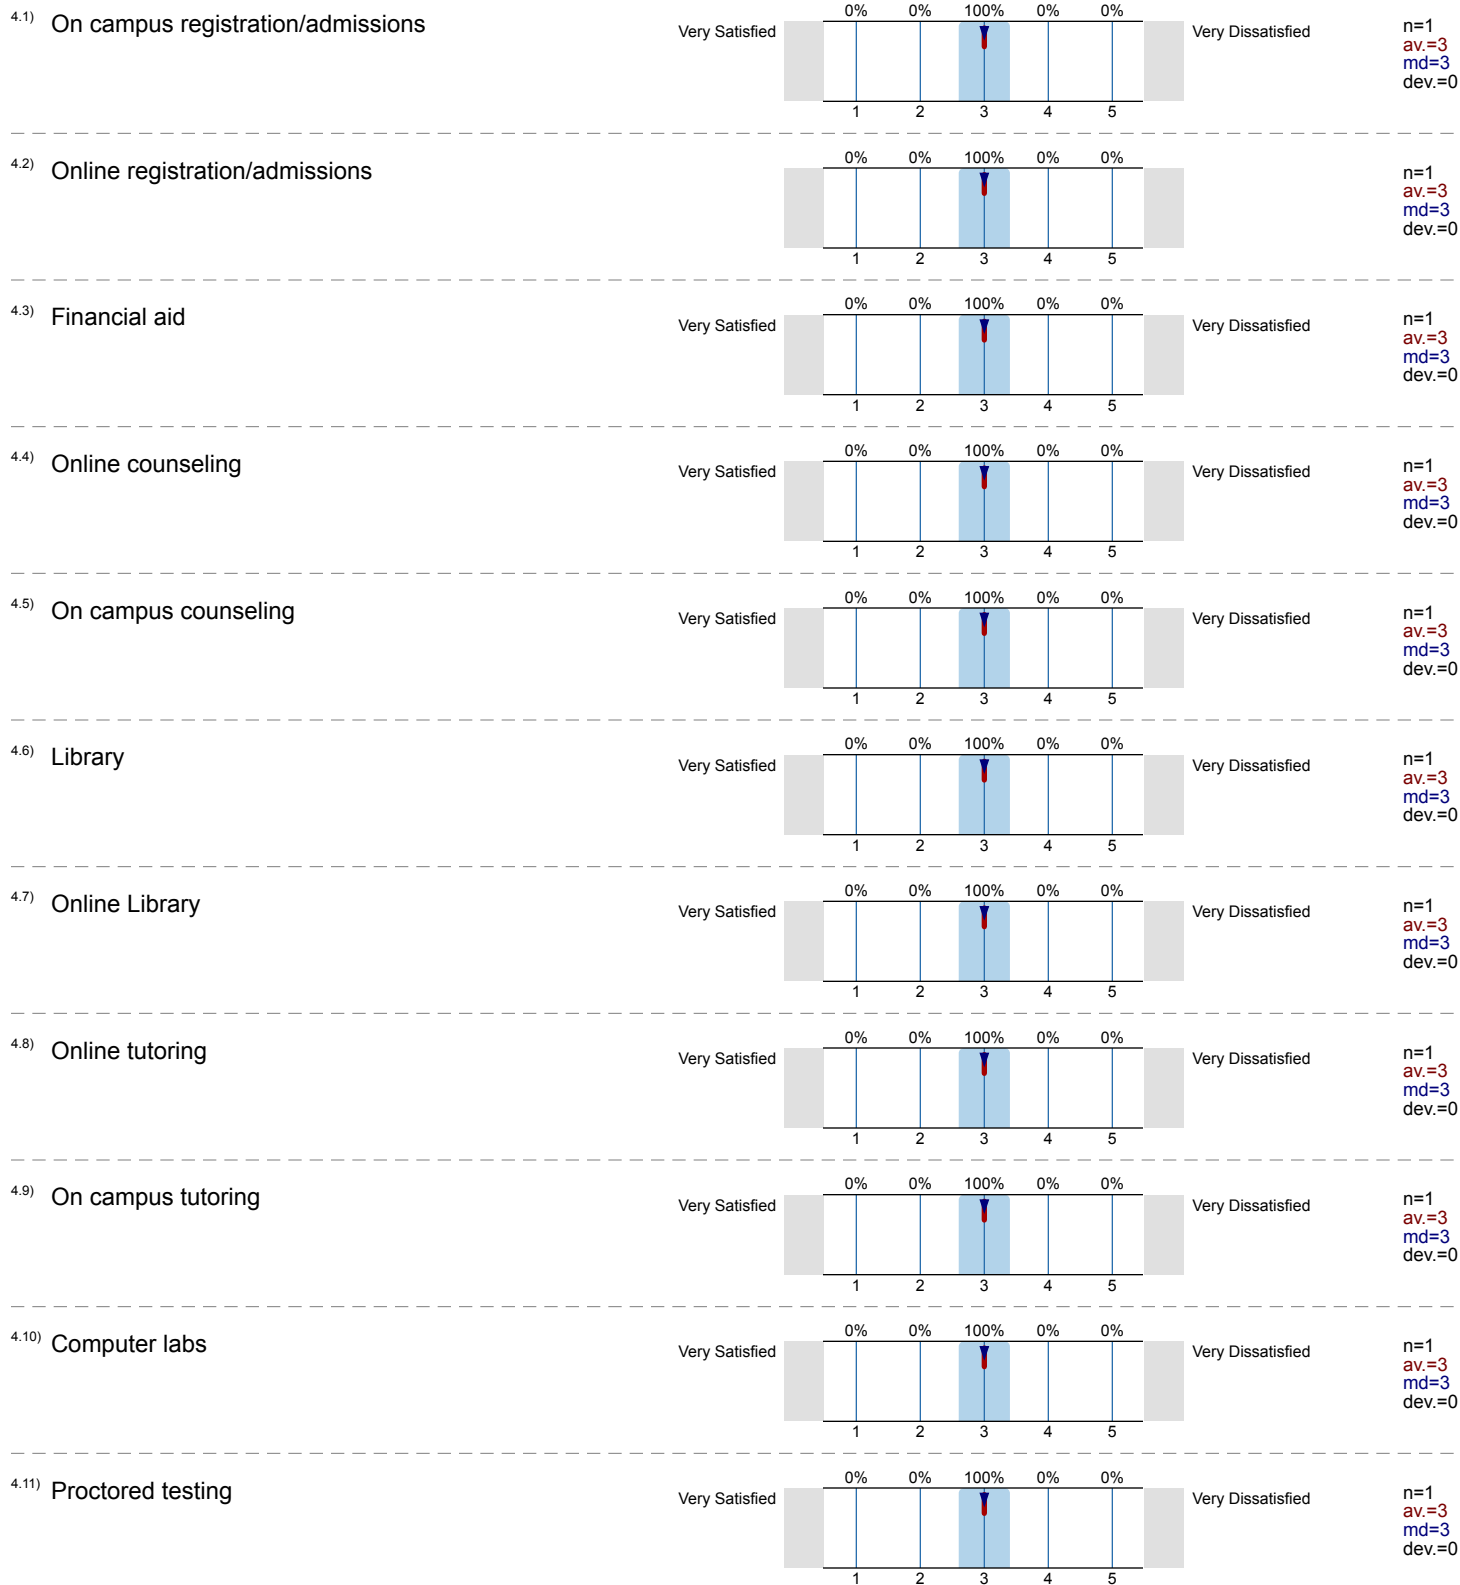 4.1) On campus registration/admissions
0% 0% 100% 0% 0%
Very Satisfied Very Dissatisfied
n=1
av.=3
md=3
dev.=0
1 2 3 4 5
4.2) Online registration/admissions
0% 0% 100% 0% 0%
n=1
av.=3
md=3
dev.=0
1 2 3 4 5
4.3) Financial aid
0% 0% 100% 0% 0%
Very Satisfied Very Dissatisfied
n=1
av.=3
md=3
dev.=0
1 2 3 4 5
4.4) Online counseling
0% 0% 100% 0% 0%
Very Satisfied Very Dissatisfied
n=1
av.=3
md=3
dev.=0
1 2 3 4 5
4.5) On campus counseling
0% 0% 100% 0% 0%
Very Satisfied Very Dissatisfied
n=1
av.=3
md=3
dev.=0
1 2 3 4 5
4.6) Library
0% 0% 100% 0% 0%
Very Satisfied Very Dissatisfied
n=1
av.=3
md=3
dev.=0
1 2 3 4 5
4.7) Online Library
0% 0% 100% 0% 0%
Very Satisfied Very Dissatisfied
n=1
av.=3
md=3
dev.=0
1 2 3 4 5
4.8) Online tutoring
0% 0% 100% 0% 0%
Very Satisfied Very Dissatisfied
n=1
av.=3
md=3
dev.=0
1 2 3 4 5
4.9) On campus tutoring
0% 0% 100% 0% 0%
Very Satisfied Very Dissatisfied
n=1
av.=3
md=3
dev.=0
1 2 3 4 5
4.10) Computer labs
0% 0% 100% 0% 0%
Very Satisfied Very Dissatisfied
n=1
av.=3
md=3
dev.=0
1 2 3 4 5
4.11) Proctored testing
0% 0% 100% 0% 0%
Very Satisfied Very Dissatisfied
n=1
av.=3
md=3
dev.=0
1 2 3 4 5